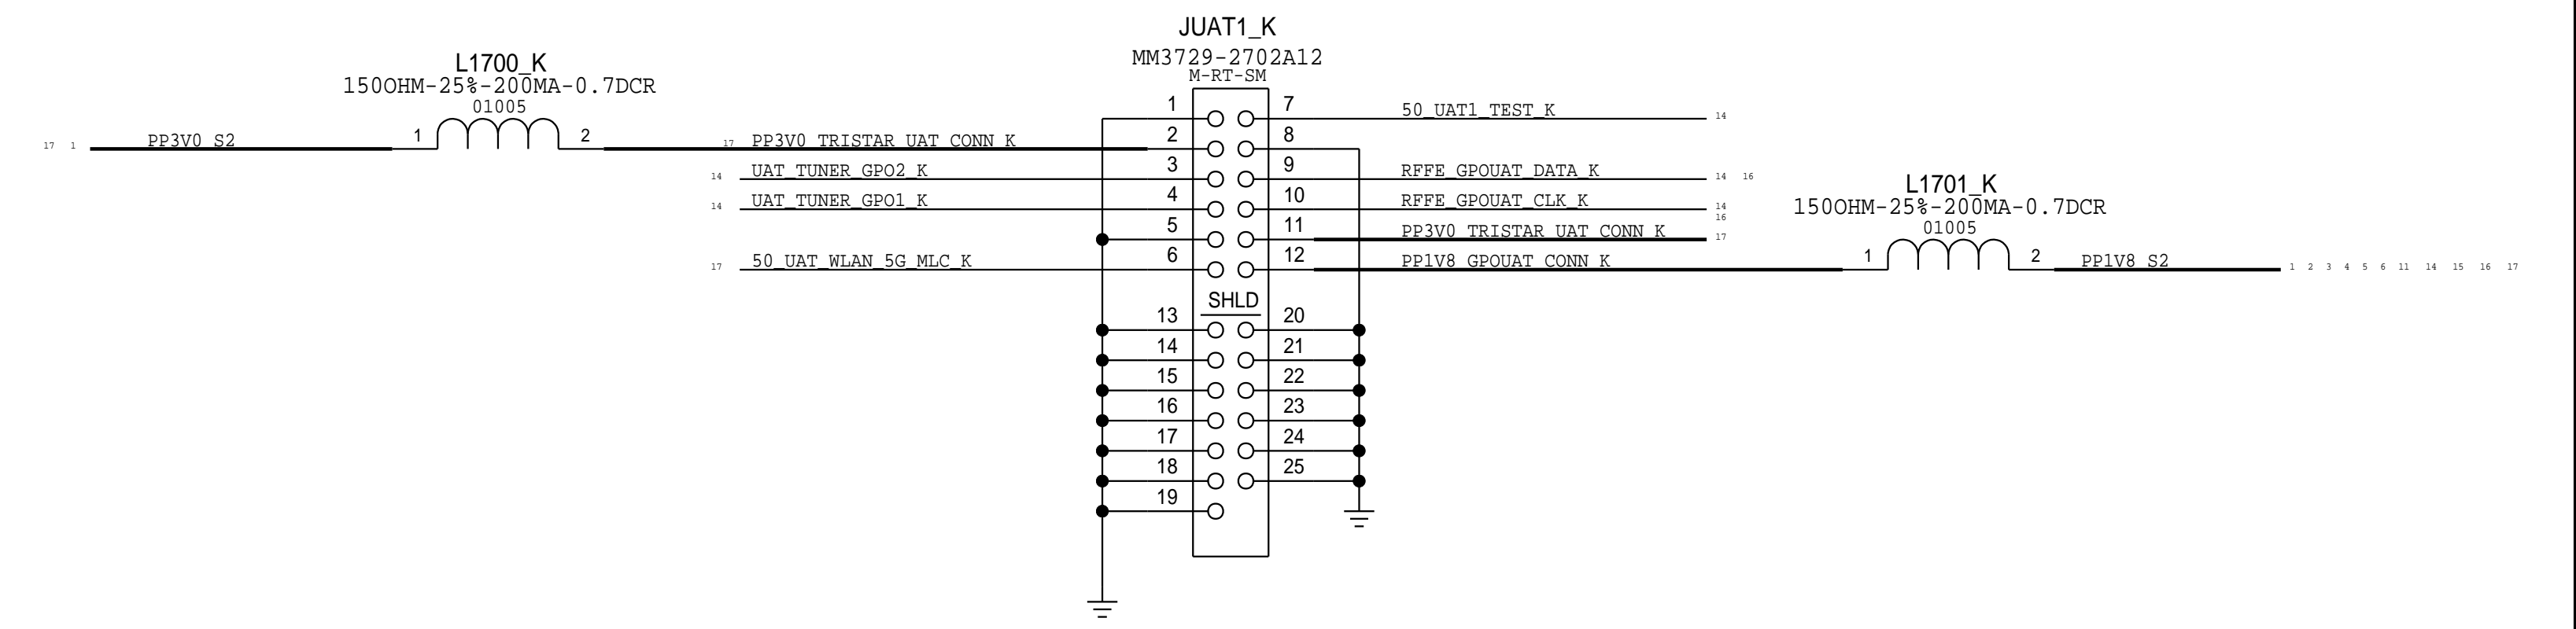 JUAT1_K
MM3729-2702A12
M-RT-SM
L1700_K
150OHM-25%-200MA-0.7DCR
01005
17 1 PP3V0_S2 1 2 17 PP3V0_TRISTAR_UAT_CONN_K 2 8
1 7 50_UAT1_TEST_K 14
14 UAT_TUNER_GPO2_K 3 9 RFFE_GPOUAT_DATA_K 14 16
14 UAT_TUNER_GPO1_K 4 10 RFFE_GPOUAT_CLK_K 14 16
5 11 PP3V0_TRISTAR_UAT_CONN_K 17
L1701_K
150OHM-25%-200MA-0.7DCR
01005
17 50_UAT_WLAN_5G_MLC_K 6 12 PP1V8_GPOUAT_CONN_K 1 2 PP1V8_S2 1 2 3 4 5 6 11 14 15 16 17
SHLD
13 20
14 21
15 22
16 23
17 24
18 25
19